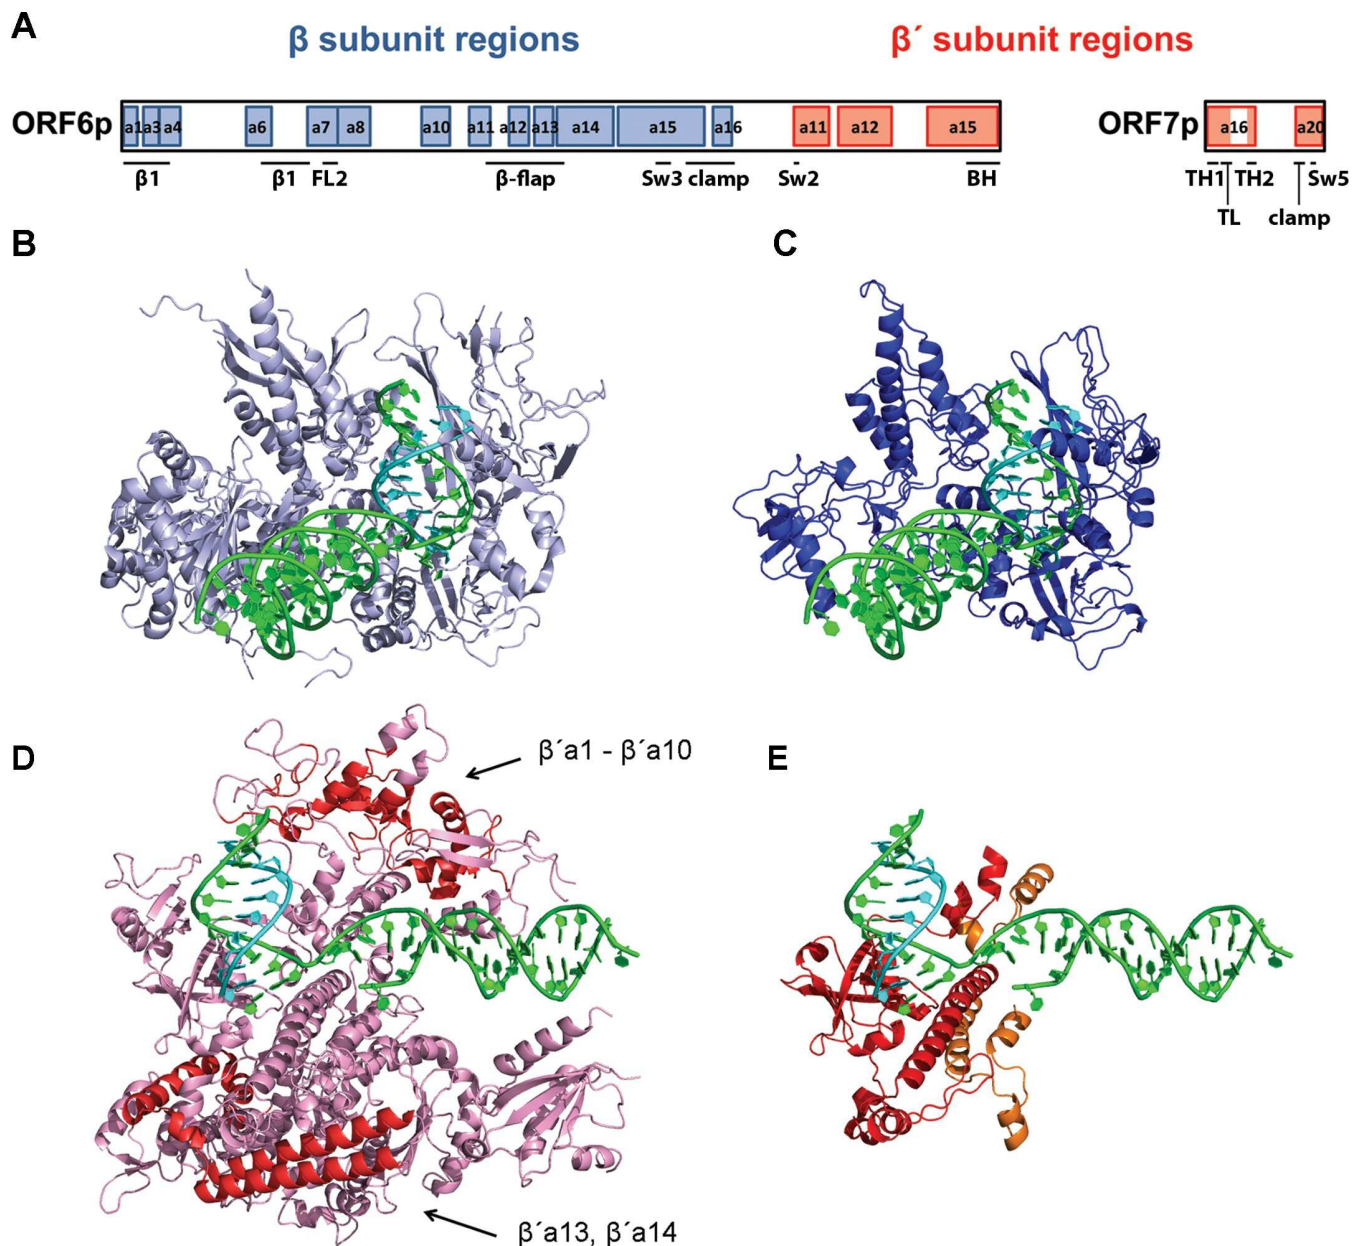 A
β subunit regions
β´ subunit regions
ORF6p
a1 a3 a4 a6 a7 a8 a10 a11 a12 a13 a14 a15 a16 a11 a12 a15
ORF7p
a16 a20
β1 β1 FL2 β-flap Sw3 clamp Sw2 BH
TH1 TH2 Sw5
TL clamp
B
C
D
β´a1 - β´a10
E
β´a13, β´a14